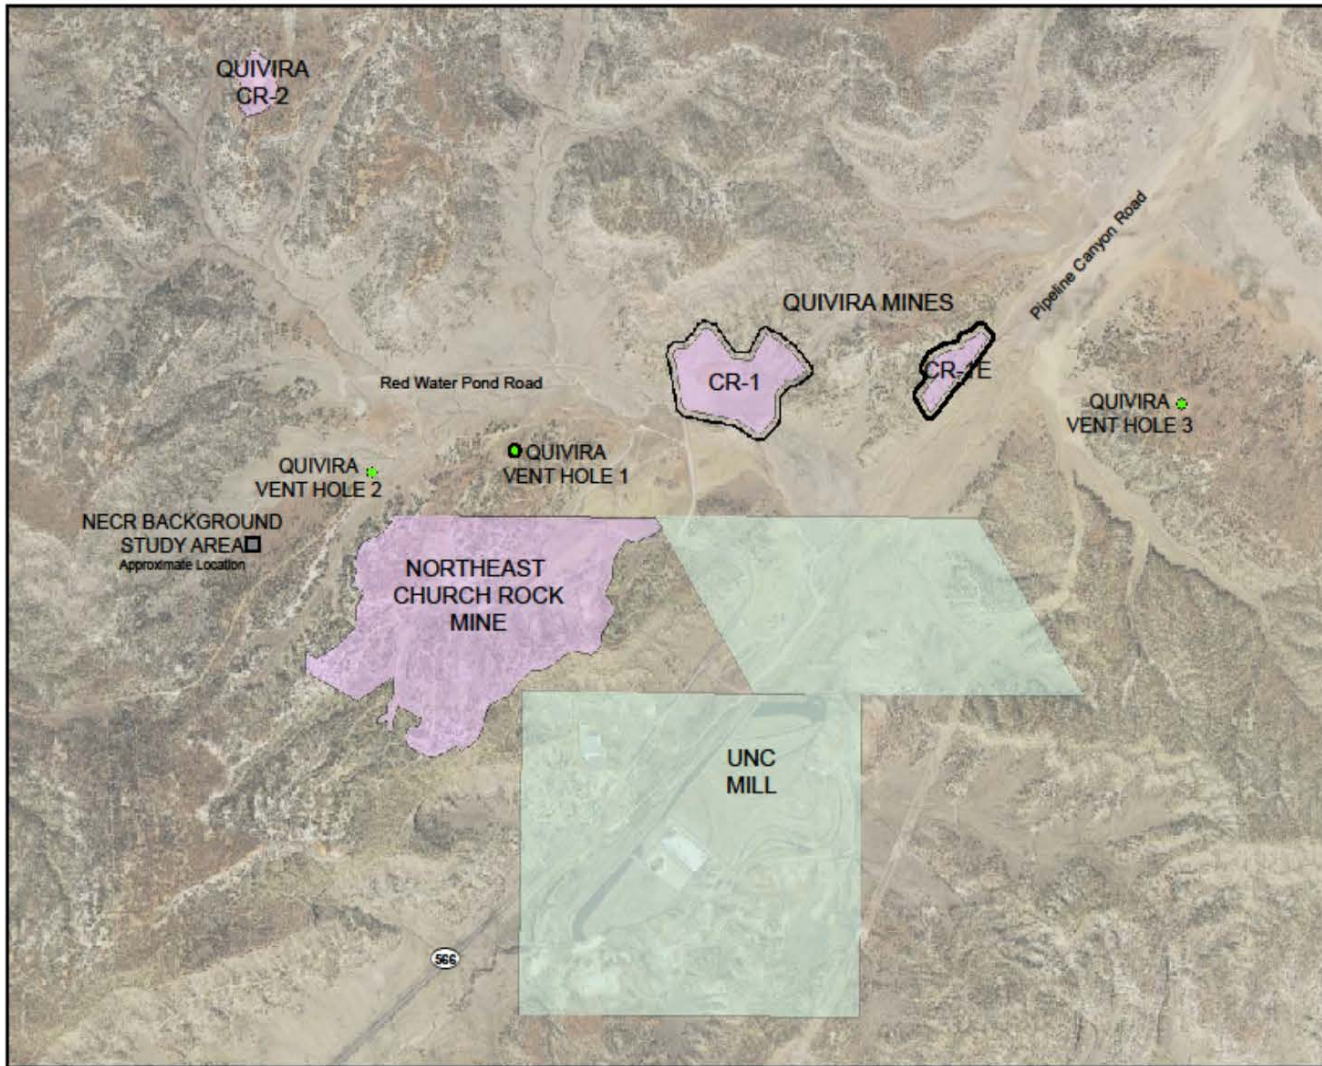 QUIVIRA
CR-2
Pipeline Canyon Road
QUIVIRA MINES
CR-1
CR-1E
Red Water Pond Road
QUIVIRA
VENT HOLE 3
QUIVIRA
VENT HOLE 1
QUIVIRA
VENT HOLE 2
NECR BACKGROUND
STUDY AREA
Approximate Location
NORTHEAST
CHURCH ROCK
MINE
UNC
MILL
566